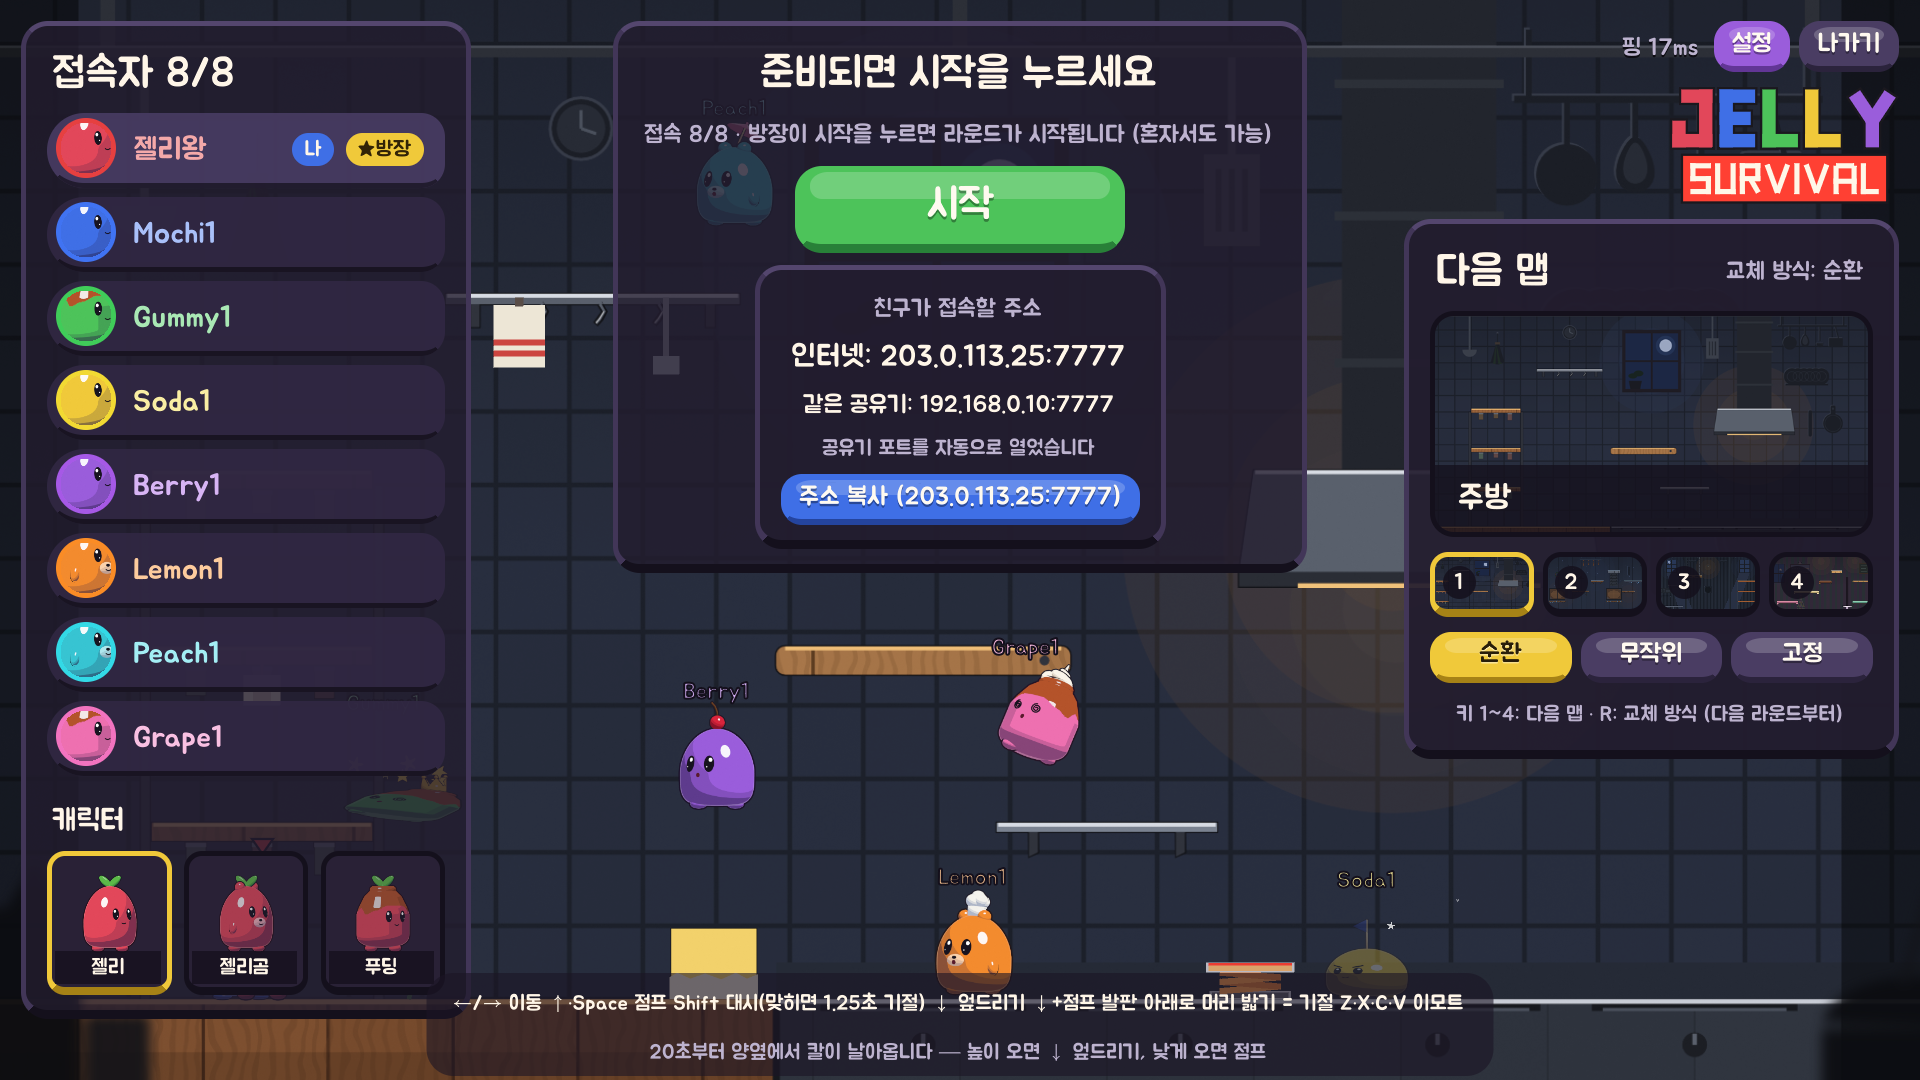 접속자 8/8
젤리왕 나 ★방장
Mochi1
Gummy1
Soda1
Berry1
Lemon1
Peach1
Grape1
캐릭터
젤리 젤리곰 푸딩
준비되면 시작을 누르세요
Peach1
접속 8/8 · 방장이 시작을 누르면 라운드가 시작됩니다 (혼자서도 가능)
시작
친구가 접속할 주소
인터넷: 203.0.113.25:7777
같은 공유기: 192.168.0.10:7777
공유기 포트를 자동으로 열었습니다
주소 복사 (203.0.113.25:7777)
핑 17ms 설정 나가기
JELLY
SURVIVAL
다음 맵 교체 방식: 순환
주방
1 2 3 4
순환 무작위 고정
키 1~4: 다음 맵 · R: 교체 방식 (다음 라운드부터)
Grape1
Berry1
Lemon1
Soda1
←/→ 이동 ↑·Space 점프 Shift 대시(맞히면 1.25초 기절) ↓ 엎드리기 ↓+점프 발판 아래로 머리 밟기 = 기절 Z·X·C·V 이모트
20초부터 양옆에서 칼이 날아옵니다 — 높이 오면 ↓ 엎드리기, 낮게 오면 점프